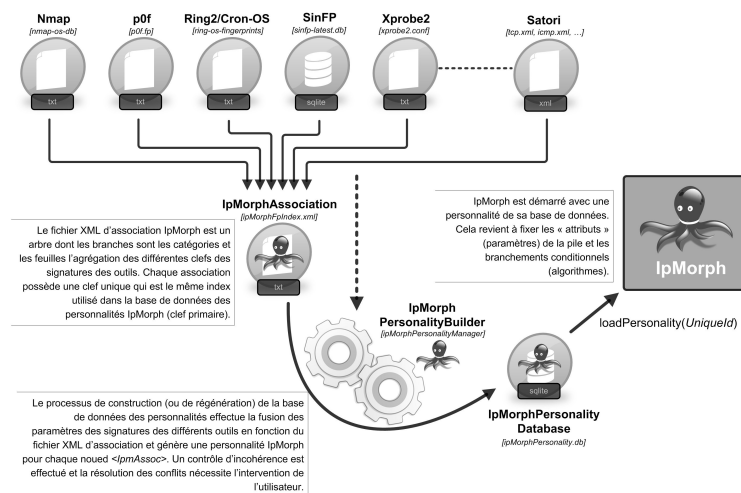 Nmap
[nmap-os-db]
txt
p0f
[p0f.fp]
txt
Ring2/Cron-OS
[ring-os-fingerprints]
txt
SinFP
[sinfp-latest.db]
sqlite
Xprobe2
[xprobe2.conf]
txt
Satori
[tcp.xml, icmp.xml, …]
xml
IpMorphAssociation
[IpMorphFpIndex.xml]
txt
Le fichier XML d’association IpMorph est un
arbre dont les branches sont les catégories et
les feuilles l’agrégation des différentes clefs des
signatures des outils. Chaque association
possède une clef unique qui est le même index
utilisé dans la base de données des
personnalités IpMorph (clef primaire).
IpMorph est démarré avec une
personnalité de sa base de données.
Cela revient à fixer les « attributs »
(paramètres) de la pile et les
branchements conditionnels
(algorithmes).
IpMorph
loadPersonality(UniqueId)
IpMorph
PersonalityBuilder
[ipMorphPersonalityManager]
sqlite
IpMorphPersonality
Database
[ipMorphPersonality.db]
Le processus de construction (ou de régénération) de la base
de données des personnalités effectue la fusion des
paramètres des signatures des différents outils en fonction du
fichier XML d’association et génère une personnalité IpMorph
pour chaque noued <IpmAssoc>. Un contrôle d’incohérence est
effectué et la résolution des conflits nécessite l’intervention de
l’utilisateur.